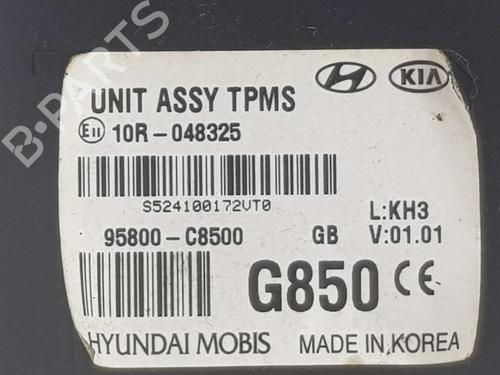 KIA
UNIT ASSY TPMS
E11 10R-048325
S524100172VT0
L:KH3
95800-C8500 GB V:01.01
G850 CE
HYUNDAI MOBIS MADE IN KOREA
B-PARTS